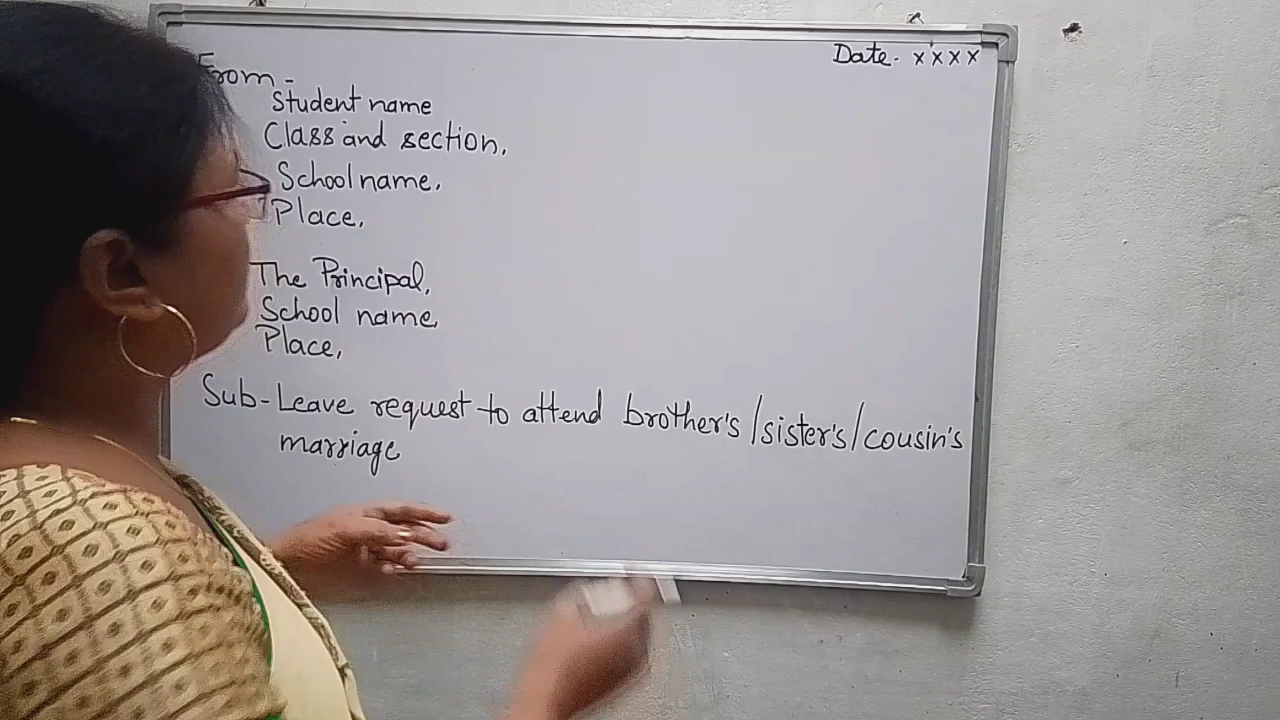 Date- xxxx
From -
Student name
Class and section,
School name,
Place,
The Principal,
School name,
Place,
Sub-Leave request to attend brother's/sister's/cousin's
marriage